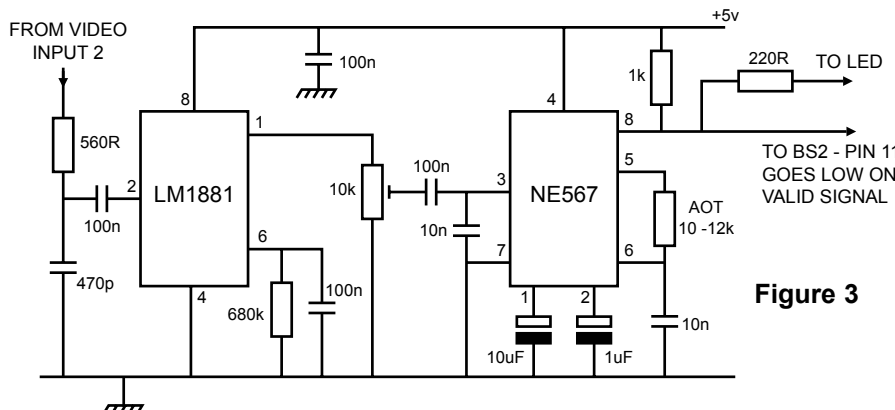 FROM VIDEO
INPUT 2
+5v
100n
8
1
560R
2
LM1881
100n
470p
6
4
680k
100n
10k
100n
10n
3
7
NE567
4
1k
8
220R
TO LED
TO BS2 - PIN 11
GOES LOW ON
VALID SIGNAL
5
AOT
10 -12k
6
1
2
10uF
1uF
10n
Figure 3